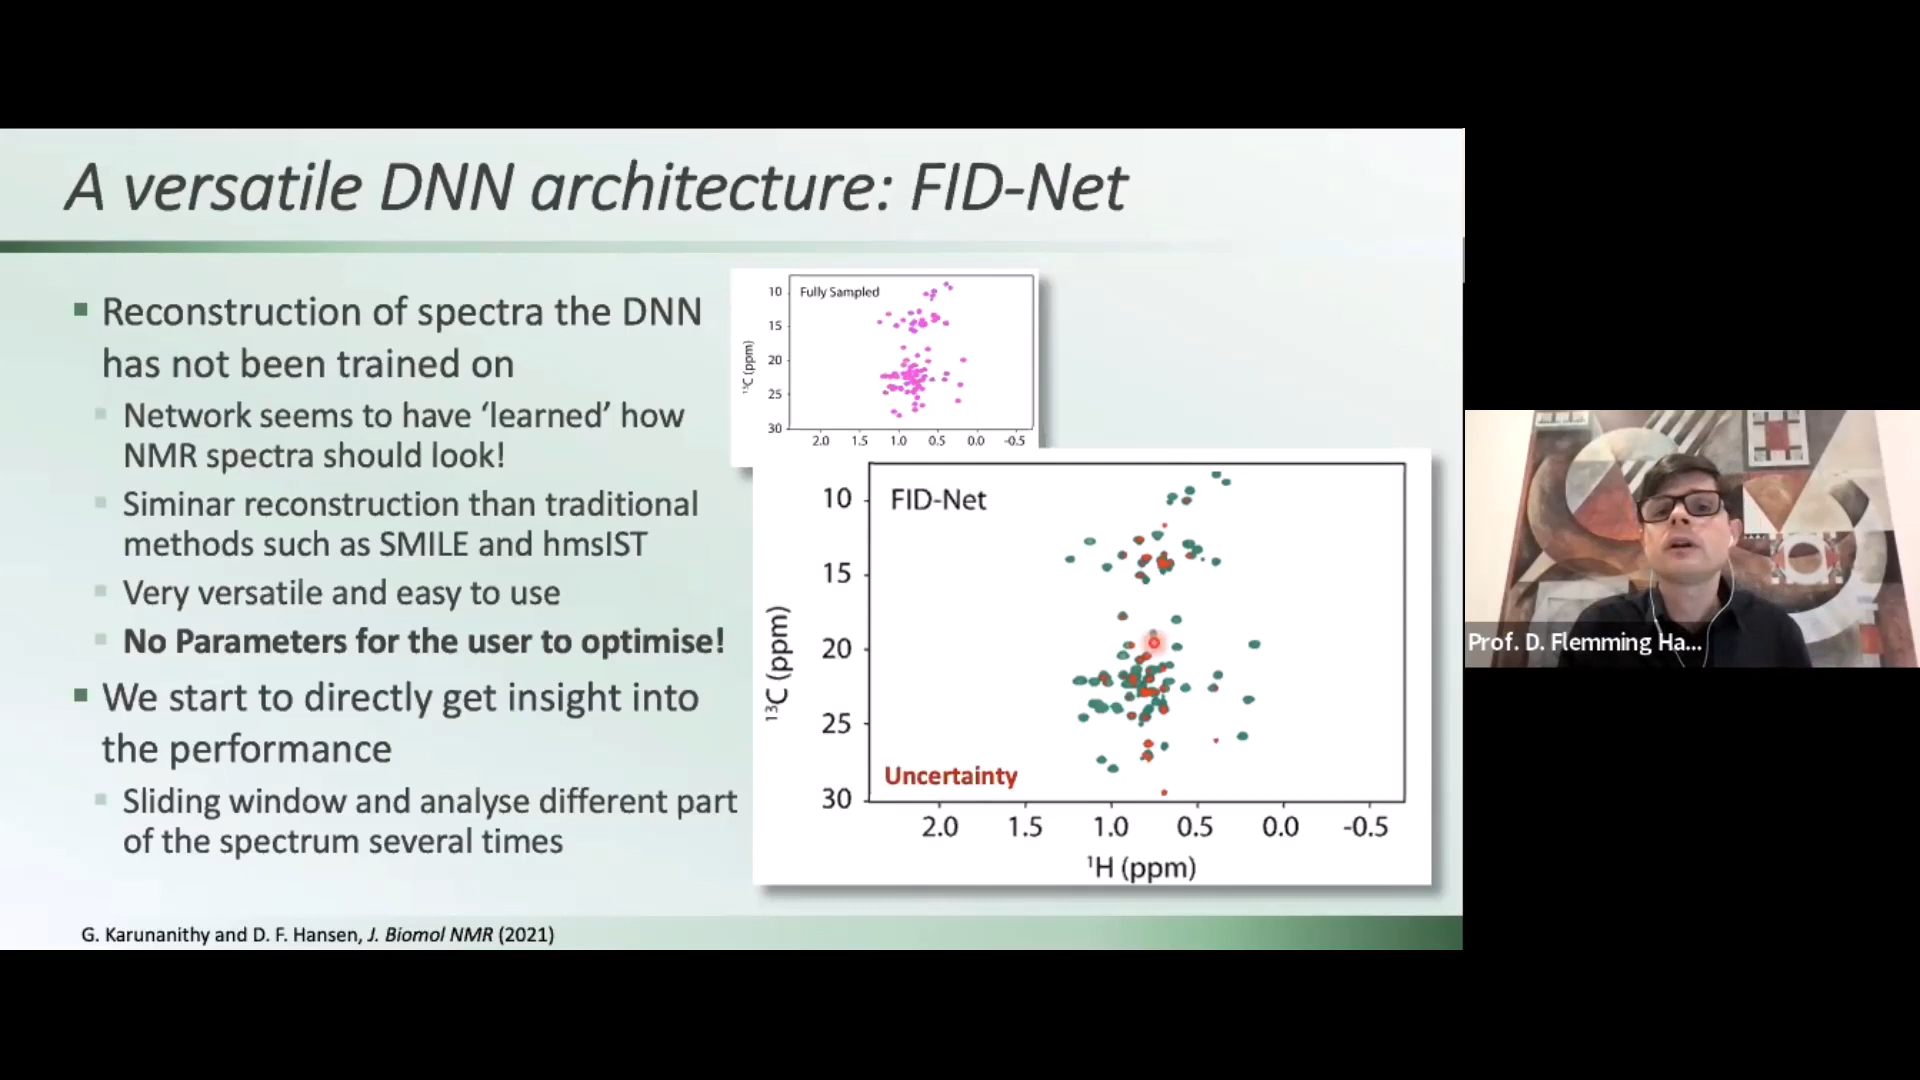 A versatile DNN architecture: FID-Net
Reconstruction of spectra the DNN
has not been trained on
Network seems to have ‘learned’ how
NMR spectra should look!
Siminar reconstruction than traditional
methods such as SMILE and hmsIST
Very versatile and easy to use
No Parameters for the user to optimise!
We start to directly get insight into
the performance
Sliding window and analyse different part
of the spectrum several times
G. Karunanithy and D. F. Hansen, J. Biomol NMR (2021)
Fully Sampled
10
15
20
25
30
¹³C (ppm)
2.0 1.5 1.0 0.5 0.0 -0.5
FID-Net
10
15
20
25
30
¹³C (ppm)
Uncertainty
2.0 1.5 1.0 0.5 0.0 -0.5
¹H (ppm)
Prof. D. Flemming Ha...